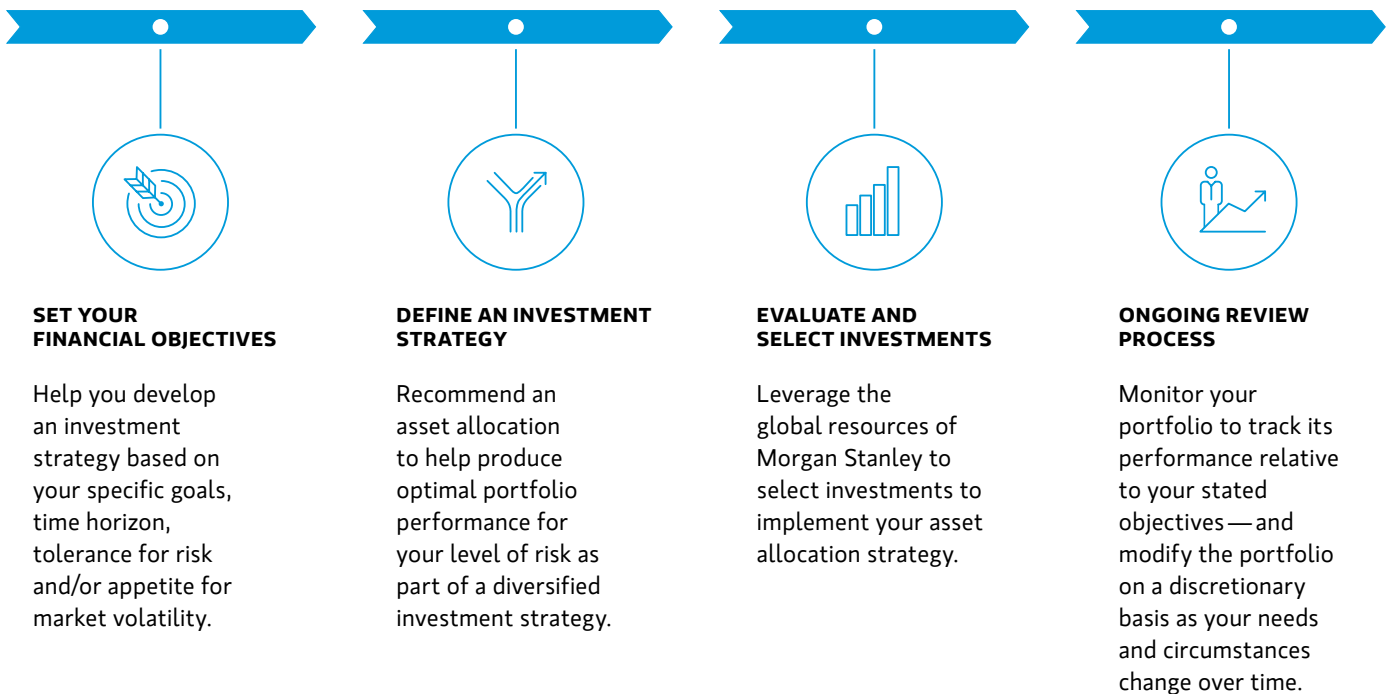 SET YOUR
FINANCIAL OBJECTIVES
Help you develop
an investment
strategy based on
your specific goals,
time horizon,
tolerance for risk
and/or appetite for
market volatility.
DEFINE AN INVESTMENT
STRATEGY
Recommend an
asset allocation
to help produce
optimal portfolio
performance for
your level of risk as
part of a diversified
investment strategy.
EVALUATE AND
SELECT INVESTMENTS
Leverage the
global resources of
Morgan Stanley to
select investments to
implement your asset
allocation strategy.
ONGOING REVIEW
PROCESS
Monitor your
portfolio to track its
performance relative
to your stated
objectives — and
modify the portfolio
on a discretionary
basis as your needs
and circumstances
change over time.